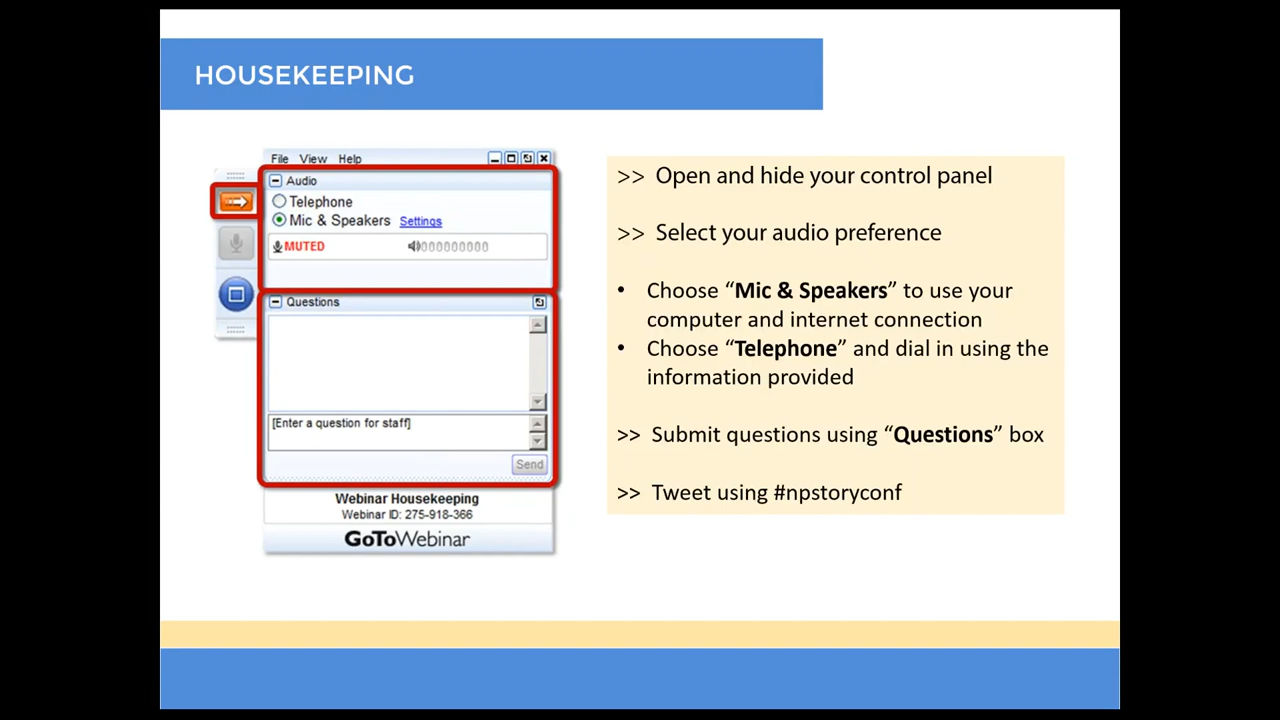 HOUSEKEEPING
File View Help
Audio
Telephone
Mic & Speakers Settings
MUTED 000000000
Questions
[Enter a question for staff]
Send
Webinar Housekeeping
Webinar ID: 275-918-366
GoToWebinar
>> Open and hide your control panel
>> Select your audio preference
• Choose “Mic & Speakers” to use your
computer and internet connection
• Choose “Telephone” and dial in using the
information provided
>> Submit questions using “Questions” box
>> Tweet using #npstoryconf